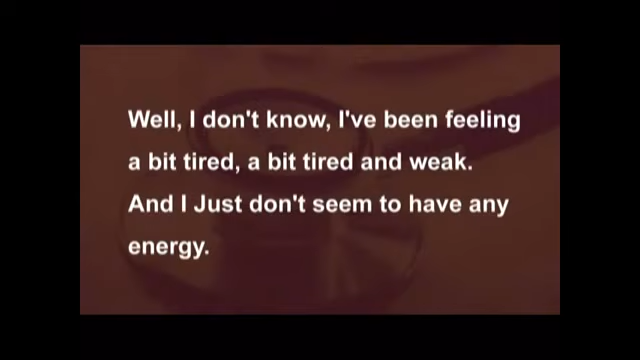 Well, I don't know, I've been feeling
a bit tired, a bit tired and weak.
And I Just don't seem to have any
energy.